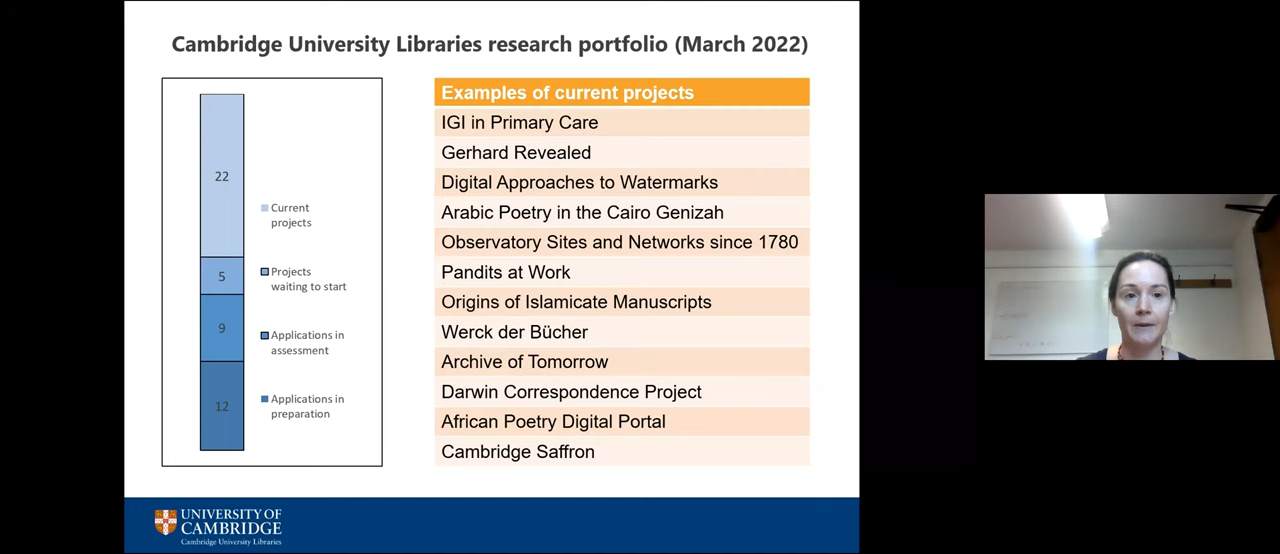 Cambridge University Libraries research portfolio (March 2022)
22
5
9
12
Current
projects
Projects
waiting to start
Applications in
assessment
Applications in
preparation
Examples of current projects
IGI in Primary Care
Gerhard Revealed
Digital Approaches to Watermarks
Arabic Poetry in the Cairo Genizah
Observatory Sites and Networks since 1780
Pandits at Work
Origins of Islamicate Manuscripts
Werck der Bücher
Archive of Tomorrow
Darwin Correspondence Project
African Poetry Digital Portal
Cambridge Saffron
UNIVERSITY OF
CAMBRIDGE
Cambridge University Libraries